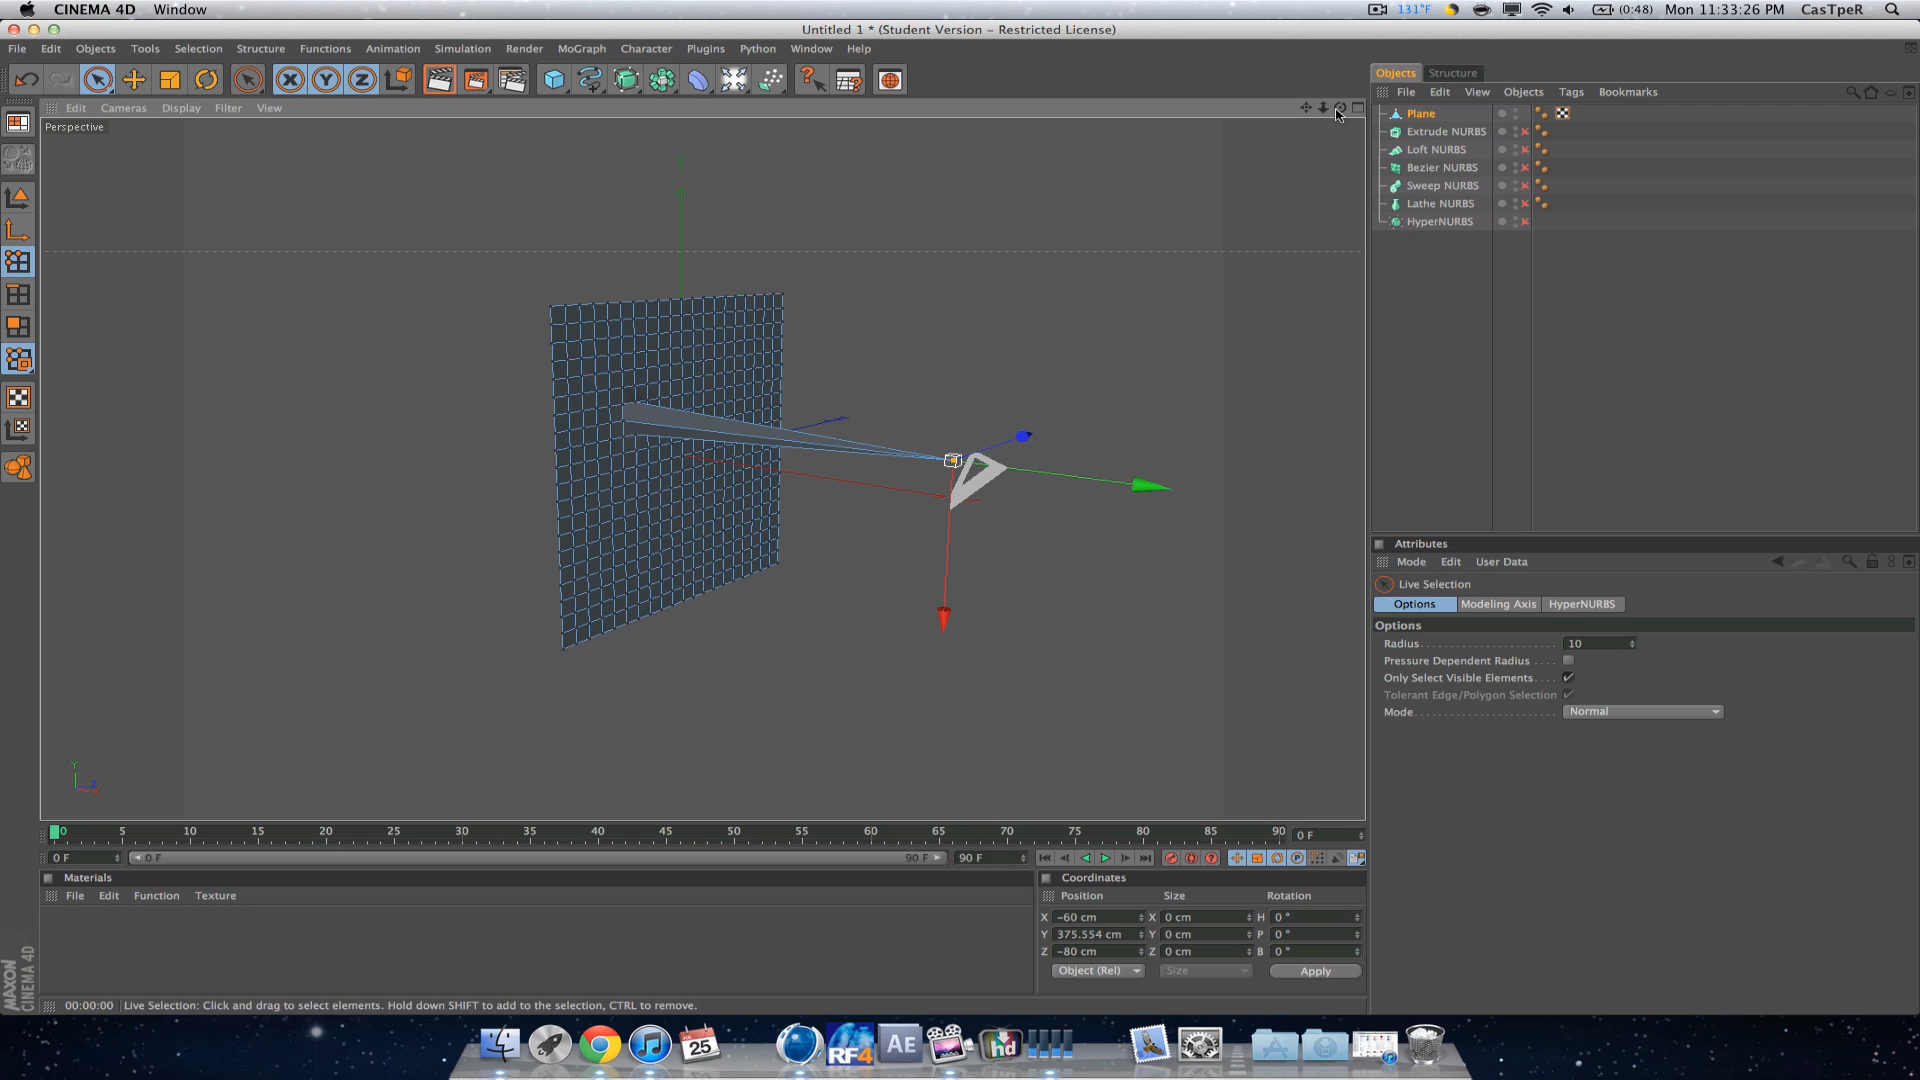 CINEMA 4D Window 131°F (0:48) Mon 11:33:26 PM CasTpeR
Untitled 1 * (Student Version – Restricted License)
File Edit Objects Tools Selection Structure Functions Animation Simulation Render MoGraph Character Plugins Python Window Help
X Y Z
Objects Structure
File Edit View Objects Tags Bookmarks
Edit Cameras Display Filter View
Perspective
Plane
Extrude NURBS
Loft NURBS
Bezier NURBS
Sweep NURBS
Lathe NURBS
HyperNURBS
Y
Attributes
Mode Edit User Data
Live Selection
Options Modeling Axis HyperNURBS
Options
Radius 10
Pressure Dependent Radius
Only Select Visible Elements
Tolerant Edge/Polygon Selection
Mode Normal
Y
Z
0 5 10 15 20 25 30 35 40 45 50 55 60 65 70 75 80 85 90 0 F
0 F 0 F 90 F 90 F
Materials
File Edit Function Texture
Coordinates
Position Size Rotation
X -60 cm X 0 cm H 0 °
Y 375.554 cm Y 0 cm P 0 °
Z -80 cm Z 0 cm B 0 °
Object (Rel) Size Apply
MAXON
CINEMA 4D
00:00:00 Live Selection: Click and drag to select elements. Hold down SHIFT to add to the selection, CTRL to remove.
25
RF4
AE
hd